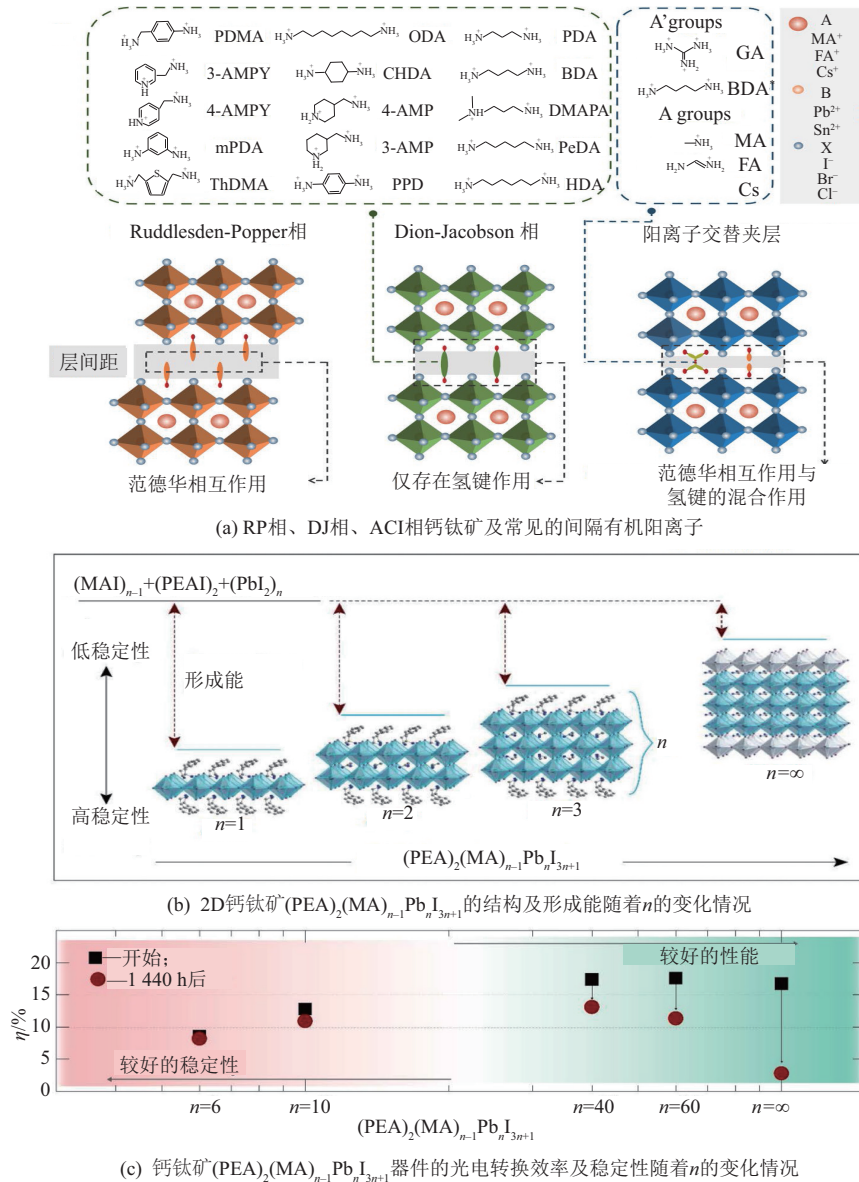 PDMA ODA PDA
3-AMPY CHDA BDA
4-AMPY 4-AMP DMAPA
mPDA 3-AMP PeDA
ThDMA PPD HDA
A'groups
GA
BDA*
A groups
MA
FA
Cs
A
MA⁺
FA⁺
Cs⁺
B
Pb²⁺
Sn²⁺
X
I⁻
Br⁻
Cl⁻
Ruddlesden-Popper相 Dion-Jacobson 相 阳离子交替夹层
层间距
范德华相互作用 仅存在氢键作用 范德华相互作用与
氢键的混合作用
(a) RP相、DJ相、ACI相钙钛矿及常见的间隔有机阳离子
(MAI)ₙ₋₁+(PEAI)₂+(PbI₂)ₙ
低稳定性
形成能
高稳定性
n=1 n=2 n=3 n n=∞
(PEA)₂(MA)ₙ₋₁PbₙI₃ₙ₊₁
(b) 2D钙钛矿(PEA)₂(MA)ₙ₋₁PbₙI₃ₙ₊₁的结构及形成能随着n的变化情况
η/%
20
15
10
5
0
开始；
1 440 h后
较好的性能
较好的稳定性
n=6 n=10 n=40 n=60 n=∞
(PEA)₂(MA)ₙ₋₁PbₙI₃ₙ₊₁
(c) 钙钛矿(PEA)₂(MA)ₙ₋₁PbₙI₃ₙ₊₁器件的光电转换效率及稳定性随着n的变化情况